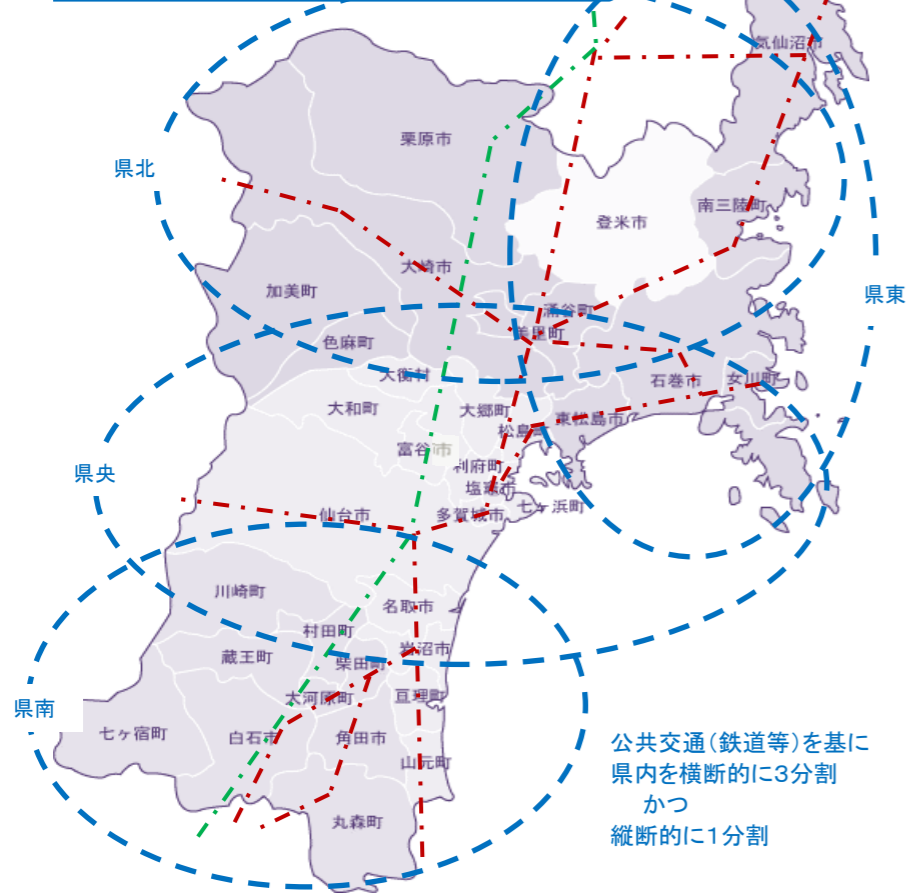 気仙沼市
栗原市
県北
登米市
南三陸町
大崎市
加美町
県東
涌谷町
美里町
色麻町
大衡村
石巻市
女川町
大和町
大郷町
東松島市
松島町
富谷市
利府町
県央
塩竈市
七ヶ浜町
仙台市
多賀城市
川崎町
名取市
村田町
岩沼市
蔵王町
柴田町
大河原町
亘理町
県南
七ヶ宿町
白石市
角田市
山元町
丸森町
公共交通(鉄道等)を基に
県内を横断的に3分割
かつ
縦断的に1分割